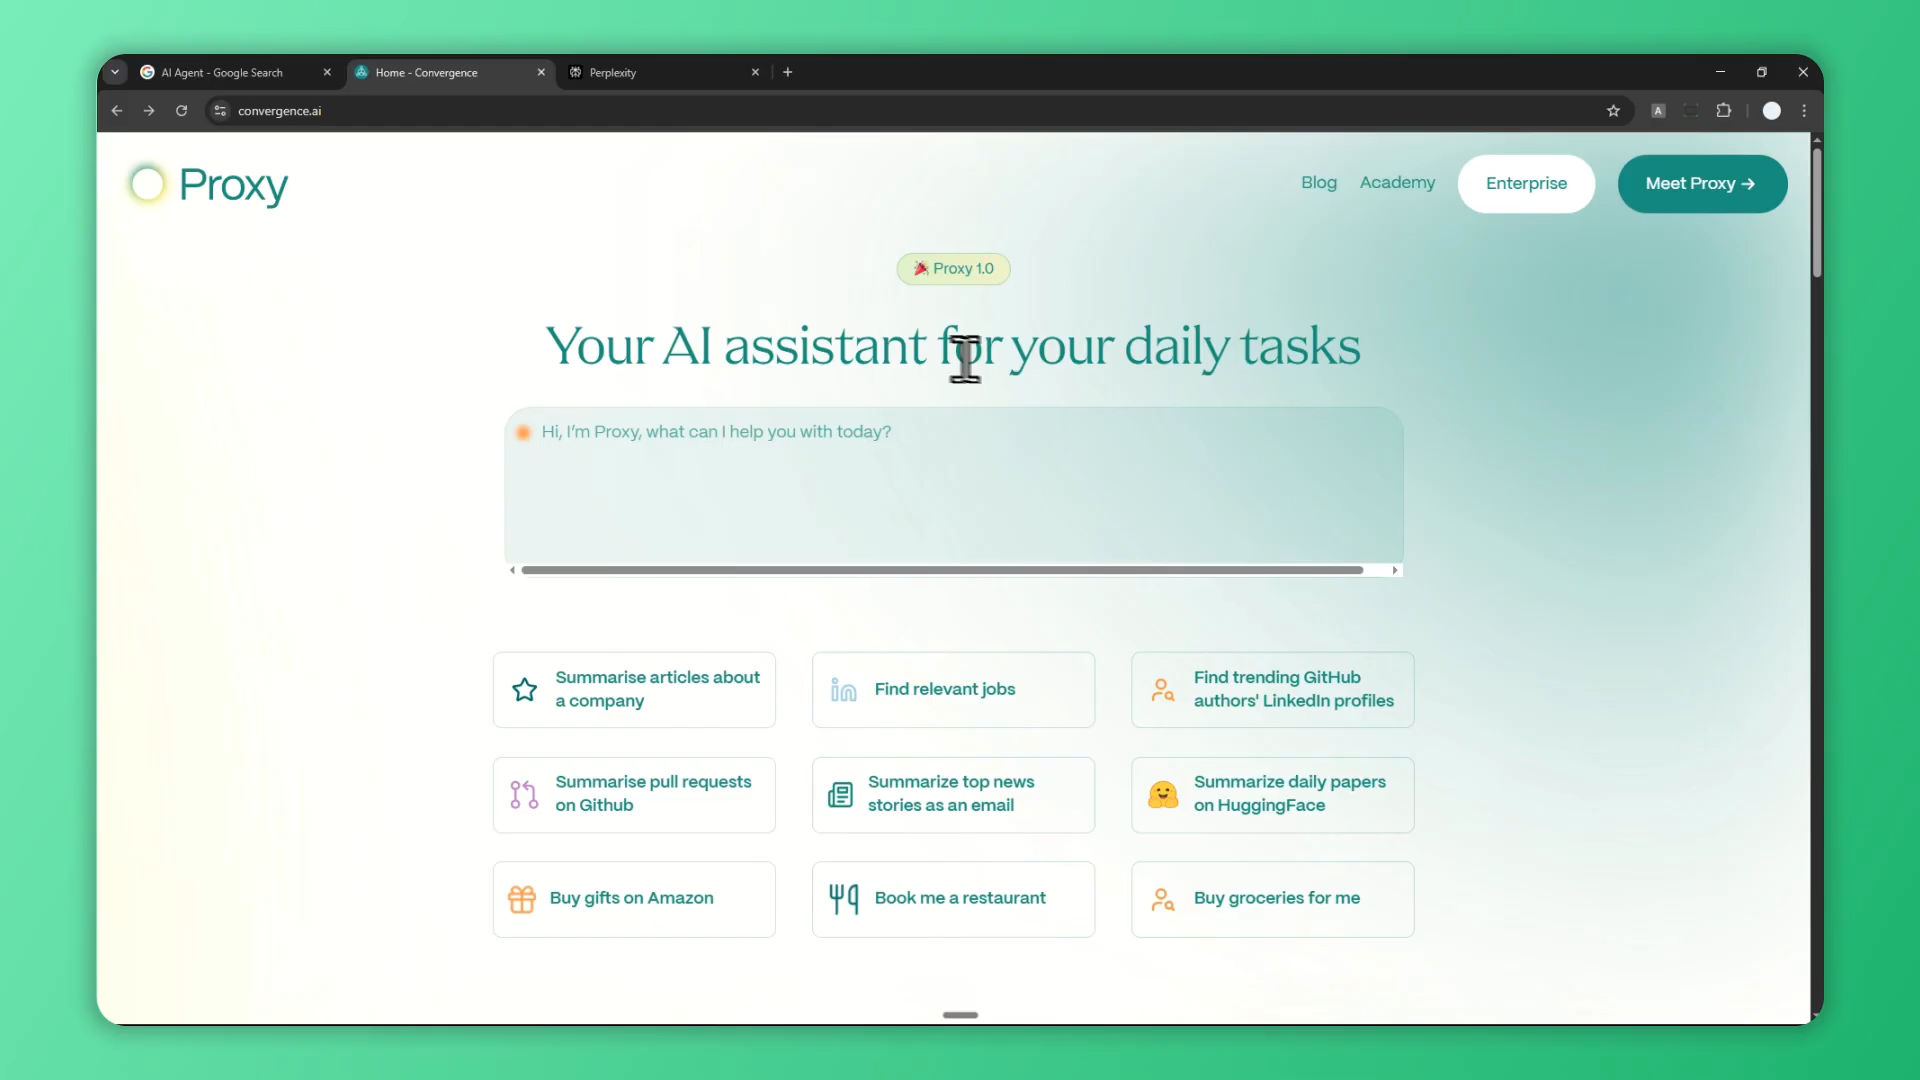 AI Agent - Google Search
Home - Convergence
Perplexity
convergence.ai
A
Proxy
Blog
Academy
Enterprise
Meet Proxy →
Proxy 1.0
Your AI assistant for your daily tasks
Hi, I'm Proxy, what can I help you with today?
Summarise articles about
a company
in
Find relevant jobs
Find trending GitHub
authors' LinkedIn profiles
Summarise pull requests
on Github
Summarize top news
stories as an email
Summarize daily papers
on HuggingFace
Buy gifts on Amazon
Book me a restaurant
Buy groceries for me